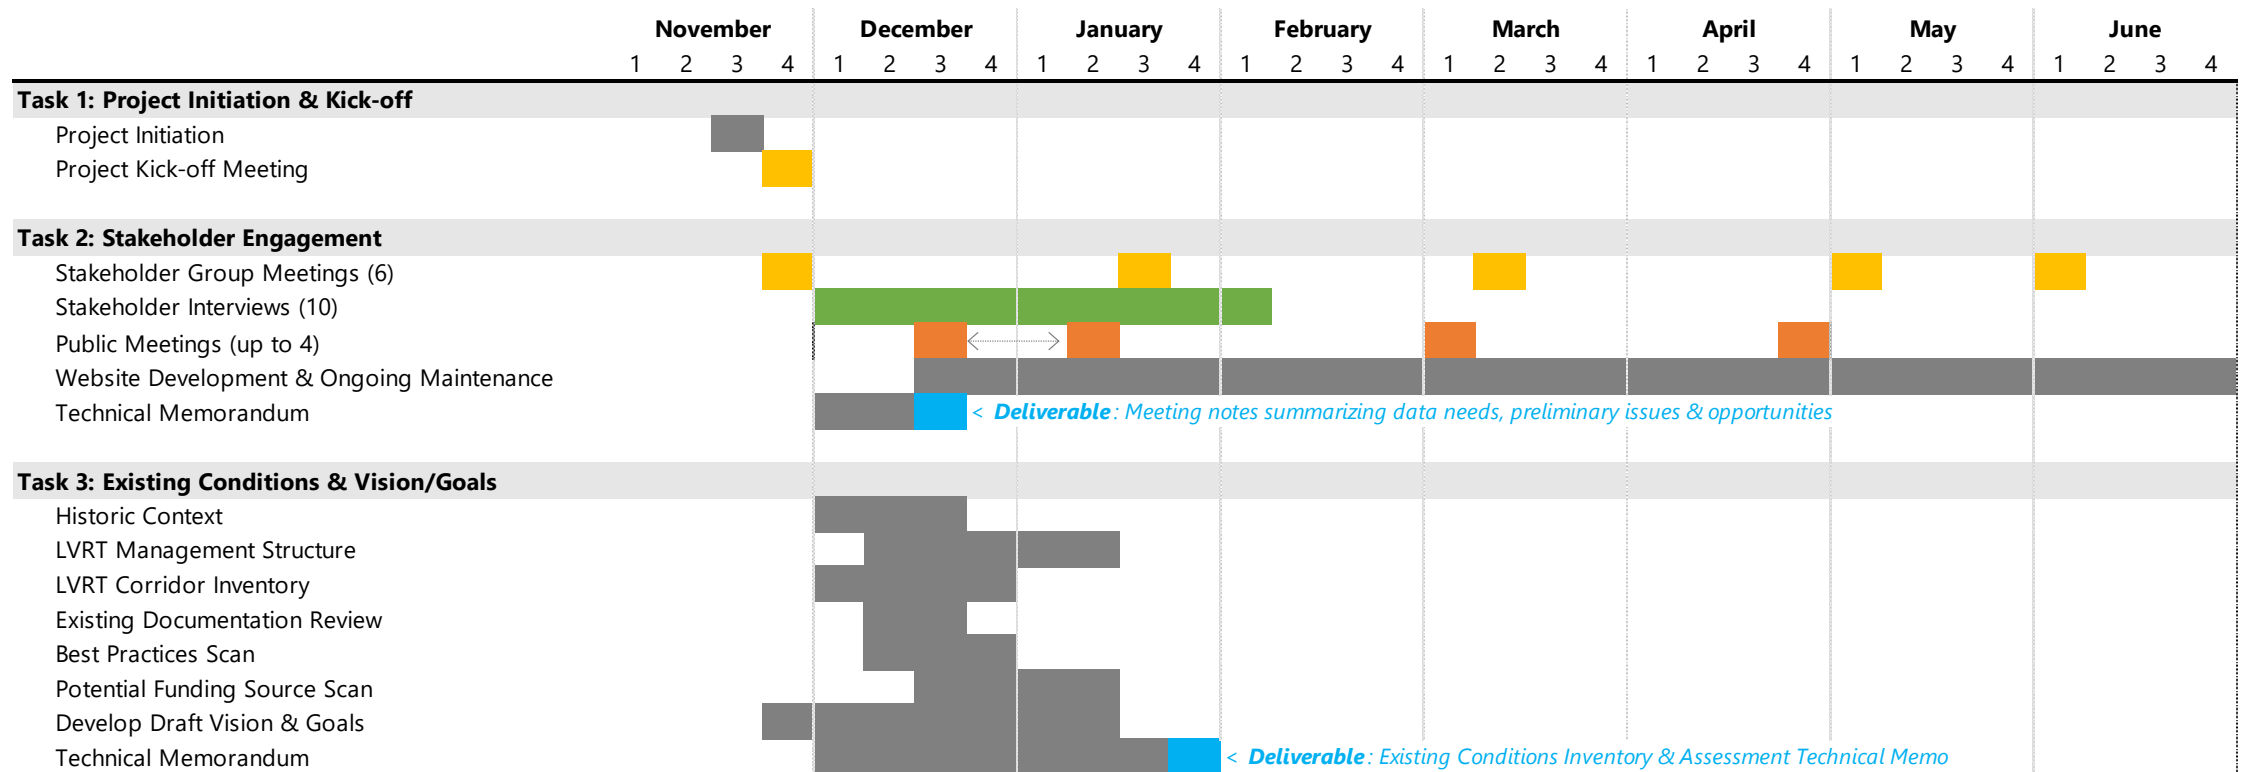 November December January February March April May June
1 2 3 4 1 2 3 4 1 2 3 4 1 2 3 4 1 2 3 4 1 2 3 4 1 2 3 4 1 2 3 4
Task 1: Project Initiation & Kick-off
Project Initiation
Project Kick-off Meeting
Task 2: Stakeholder Engagement
Stakeholder Group Meetings (6)
Stakeholder Interviews (10)
Public Meetings (up to 4)
Website Development & Ongoing Maintenance
Technical Memorandum < Deliverable: Meeting notes summarizing data needs, preliminary issues & opportunities
Task 3: Existing Conditions & Vision/Goals
Historic Context
LVRT Management Structure
LVRT Corridor Inventory
Existing Documentation Review
Best Practices Scan
Potential Funding Source Scan
Develop Draft Vision & Goals
Technical Memorandum < Deliverable: Existing Conditions Inventory & Assessment Technical Memo